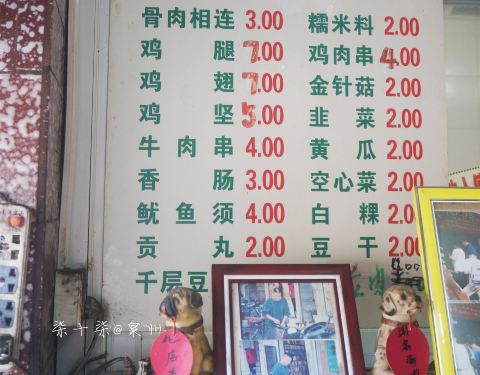 骨肉相连 3.00
鸡腿 7.00
鸡翅 7.00
鸡坚 5.00
牛肉串 4.00
香肠 3.00
鱿鱼须 4.00
贡丸 2.00
千层豆
糯米料 2.00
鸡肉串 4.00
金针菇 2.00
韭菜 2.00
黄瓜 2.00
空心菜 2.00
白粿 2.00
豆干 2.00
柒十柒@泉州